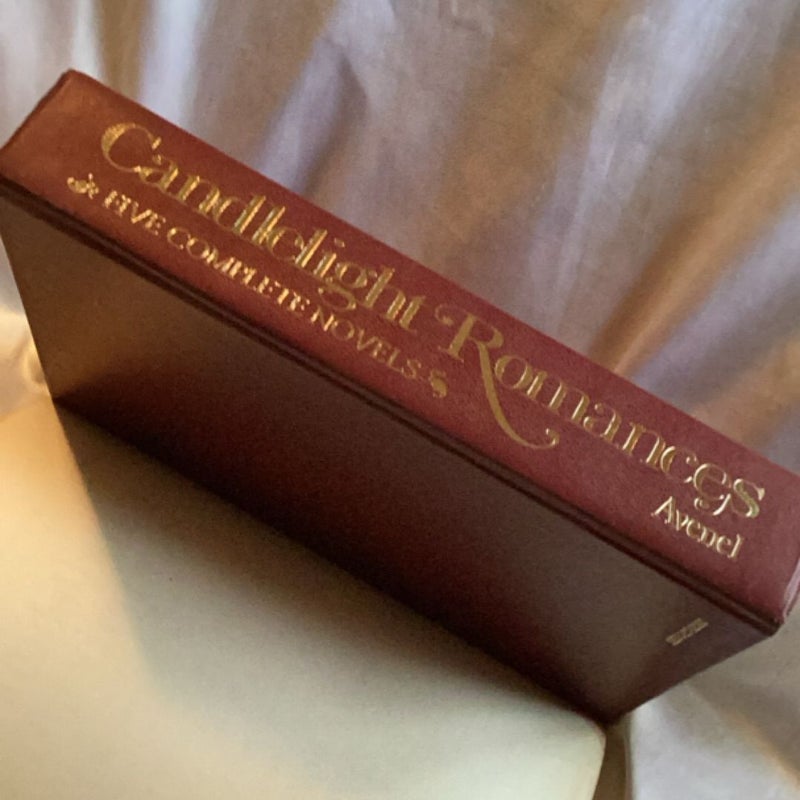 Candlelight Romances
FIVE COMPLETE NOVELS
Avenel